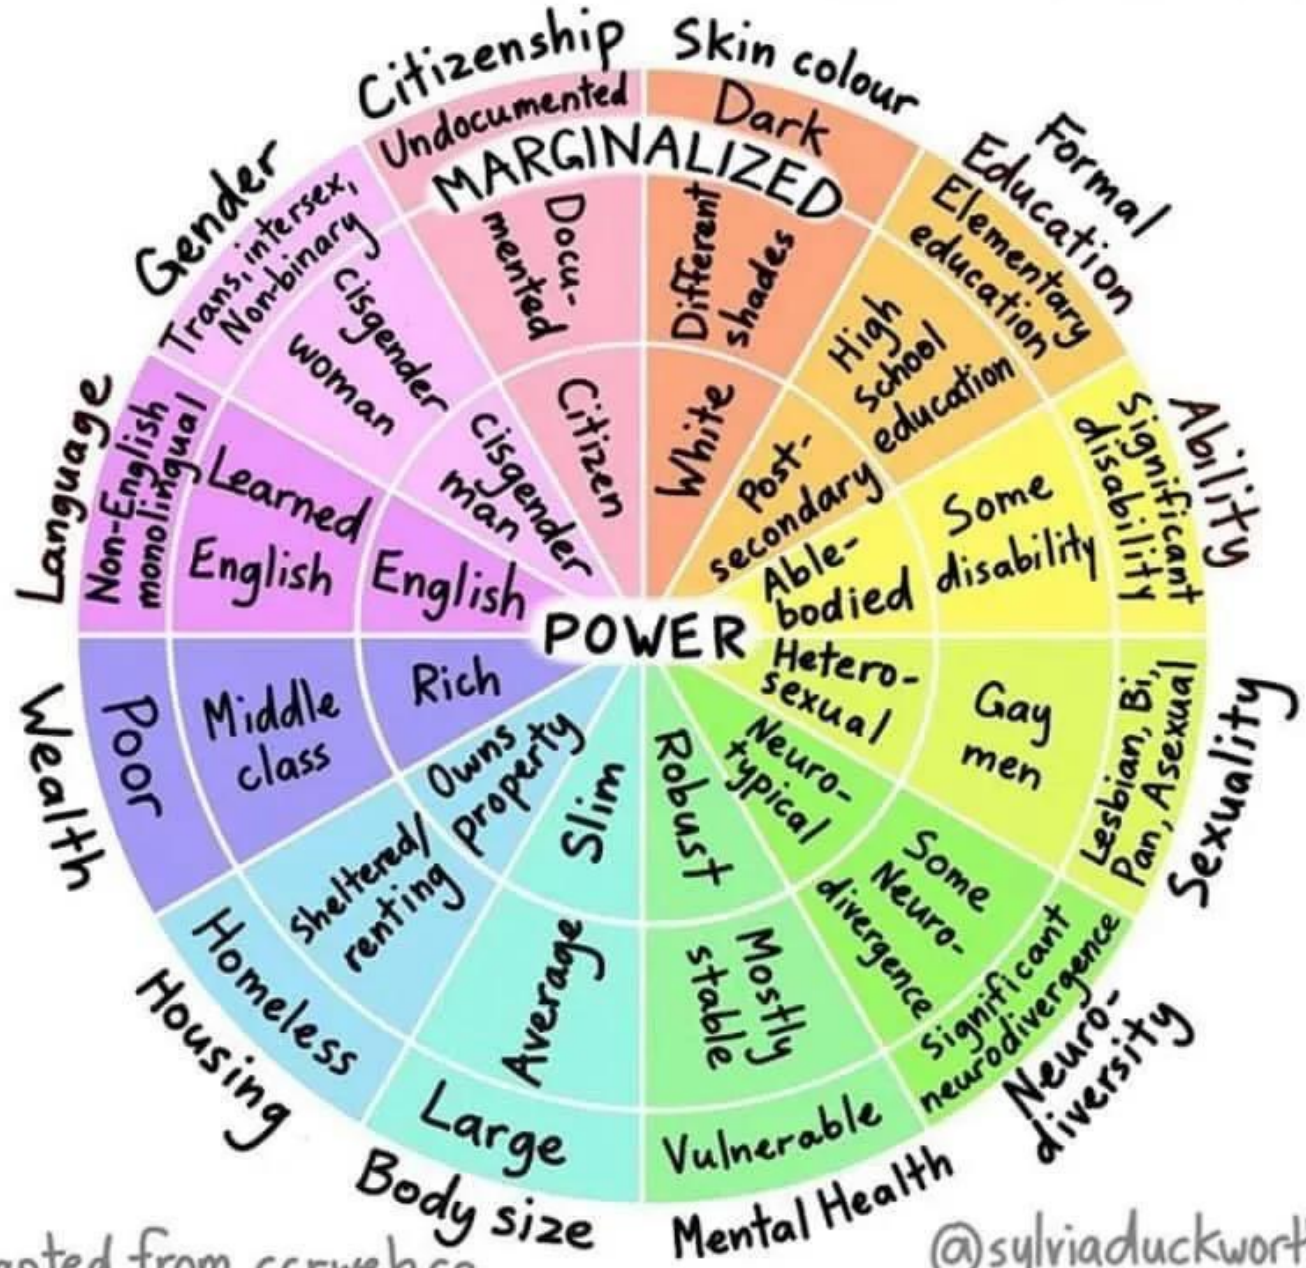 Citizenship
Undocumented
Docu-
mented
Citizen
Skin colour
Dark
Different
shades
White
Formal
Education
Elementary
education
High
school
education
Post-
secondary
Ability
Significant
disability
Some
disability
Able-
bodied
Sexuality
Lesbian, Bi,
Pan, Asexual
Gay
men
Hetero-
sexual
Neuro-
diversity
Significant
neurodivergence
Some
Neuro-
divergence
Neuro-
typical
Mental Health
Vulnerable
Mostly
stable
Robust
Body size
Large
Average
Slim
Housing
Homeless
Sheltered/
renting
Owns
property
Wealth
Poor
Middle
class
Rich
Language
Non-English
monolingual
Learned
English
English
Gender
Trans, intersex,
Non-binary
cisgender
woman
cisgender
man
MARGINALIZED
POWER
from
@sylviaduckwort